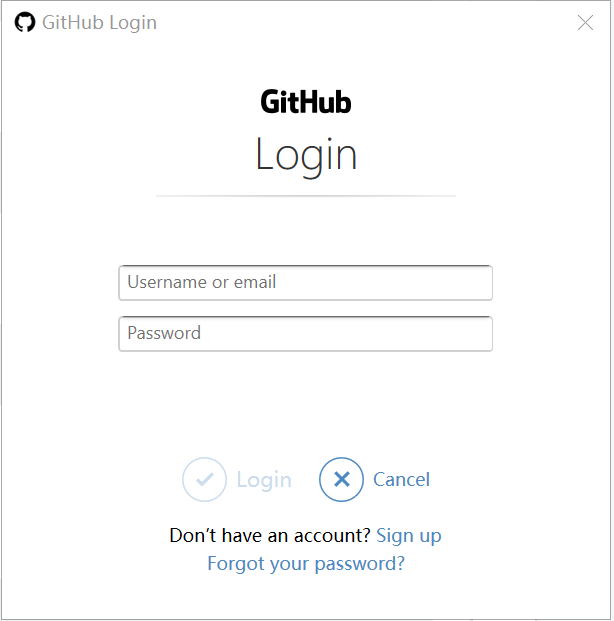 GitHub Login
GitHub
Login
Username or email
Password
Login Cancel
Don’t have an account? Sign up
Forgot your password?